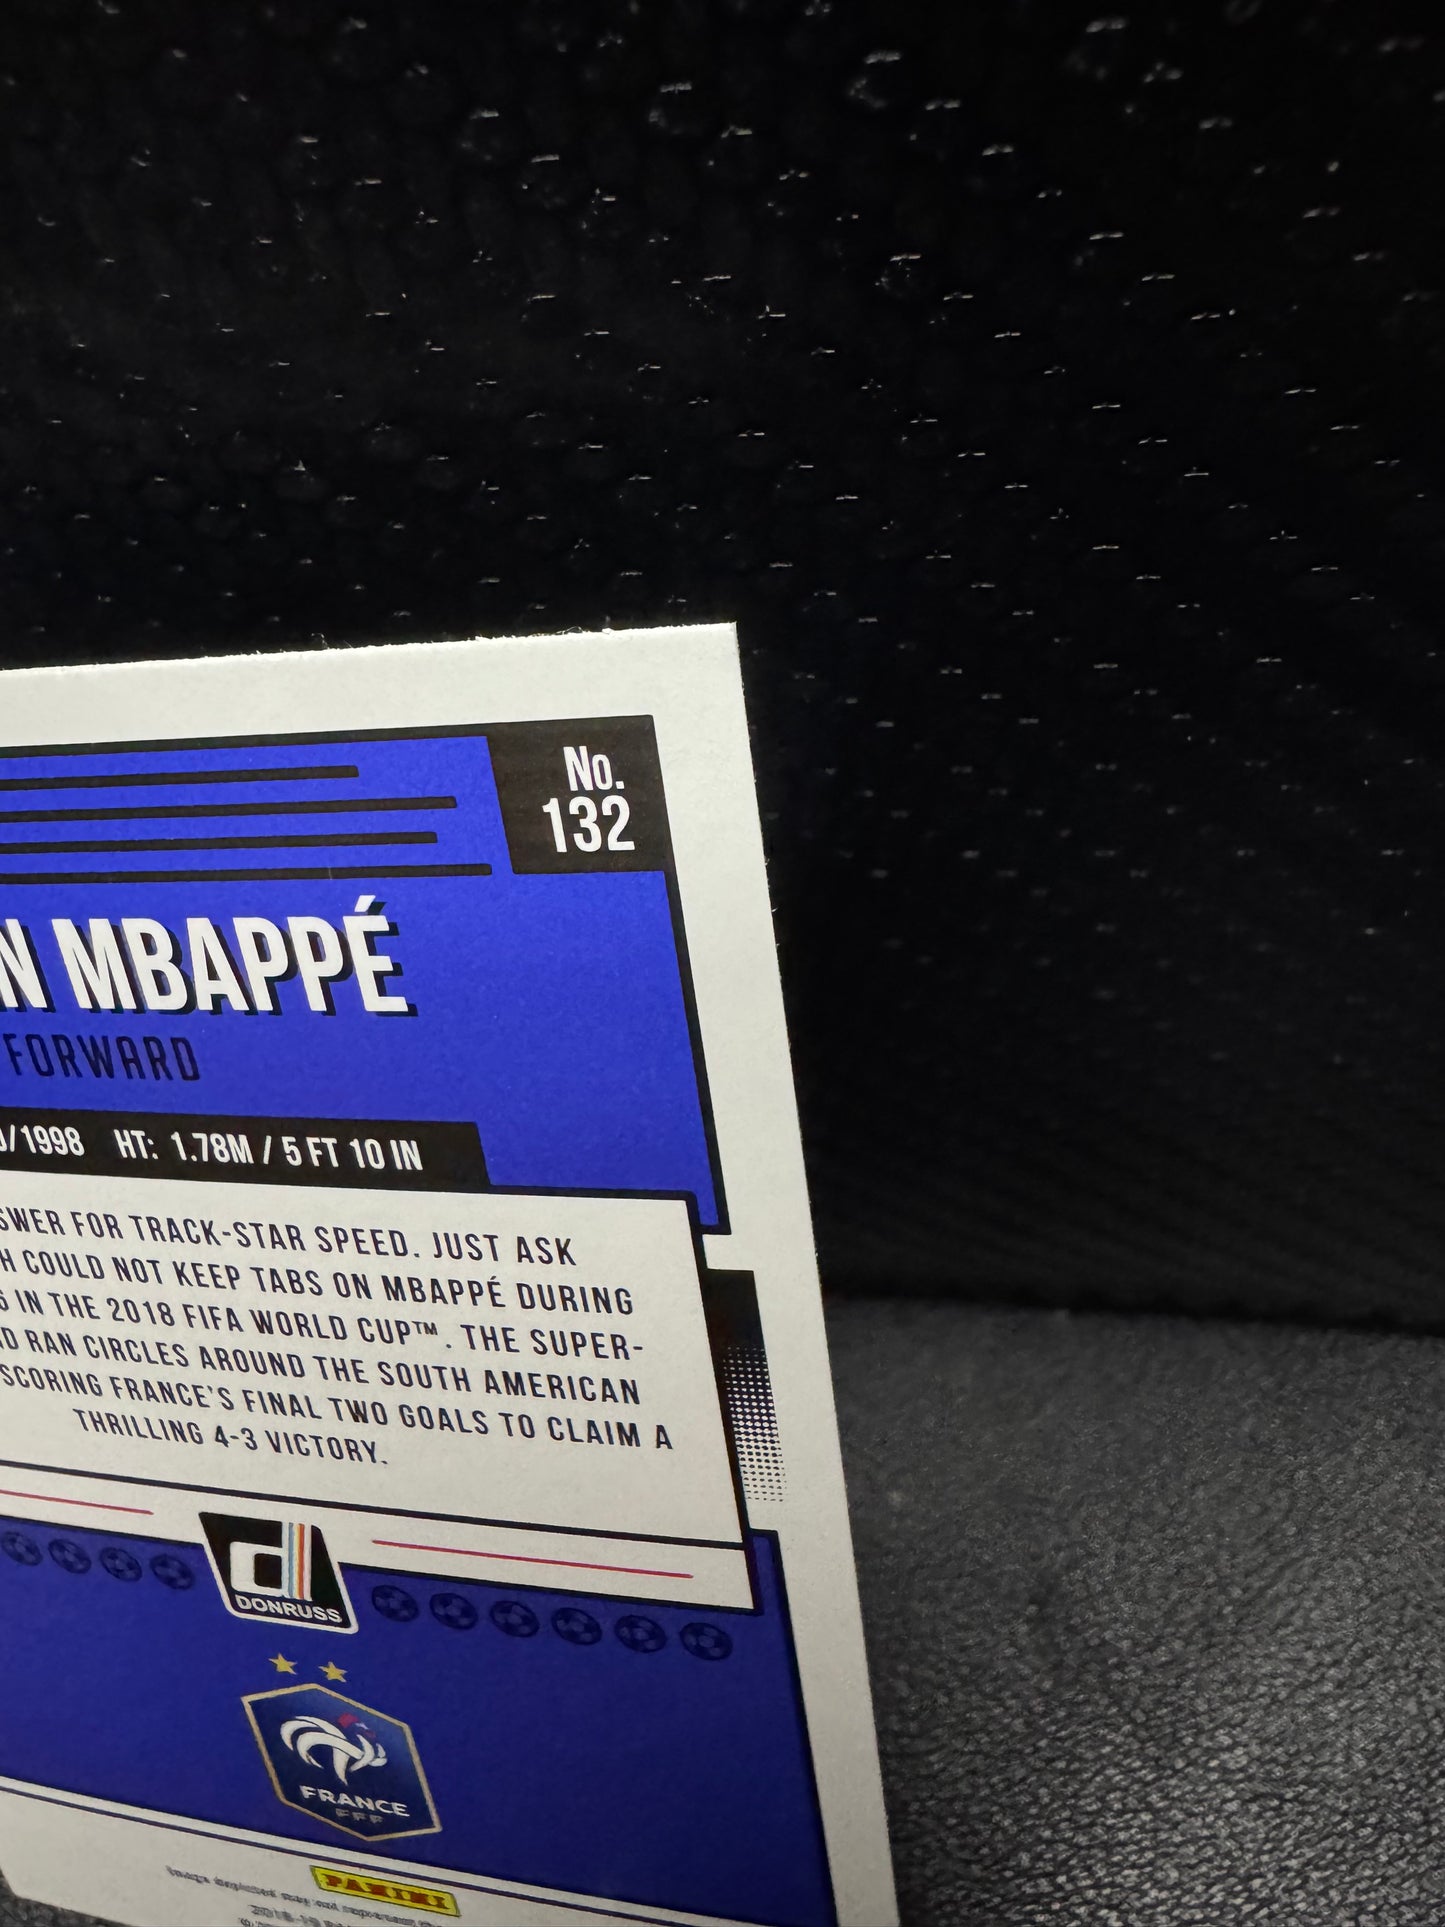 No.
132
N MBAPPÉ
FORWARD
/1998 HT: 1.78M / 5 FT 10 IN
SWER FOR TRACK-STAR SPEED. JUST ASK
H COULD NOT KEEP TABS ON MBAPPÉ DURING
IN THE 2018 FIFA WORLD CUP™. THE SUPER-
D RAN CIRCLES AROUND THE SOUTH AMERICAN
SCORING FRANCE'S FINAL TWO GOALS TO CLAIM A
THRILLING 4-3 VICTORY.
d
DONRUSS
FRANCE
FFF
PANINI